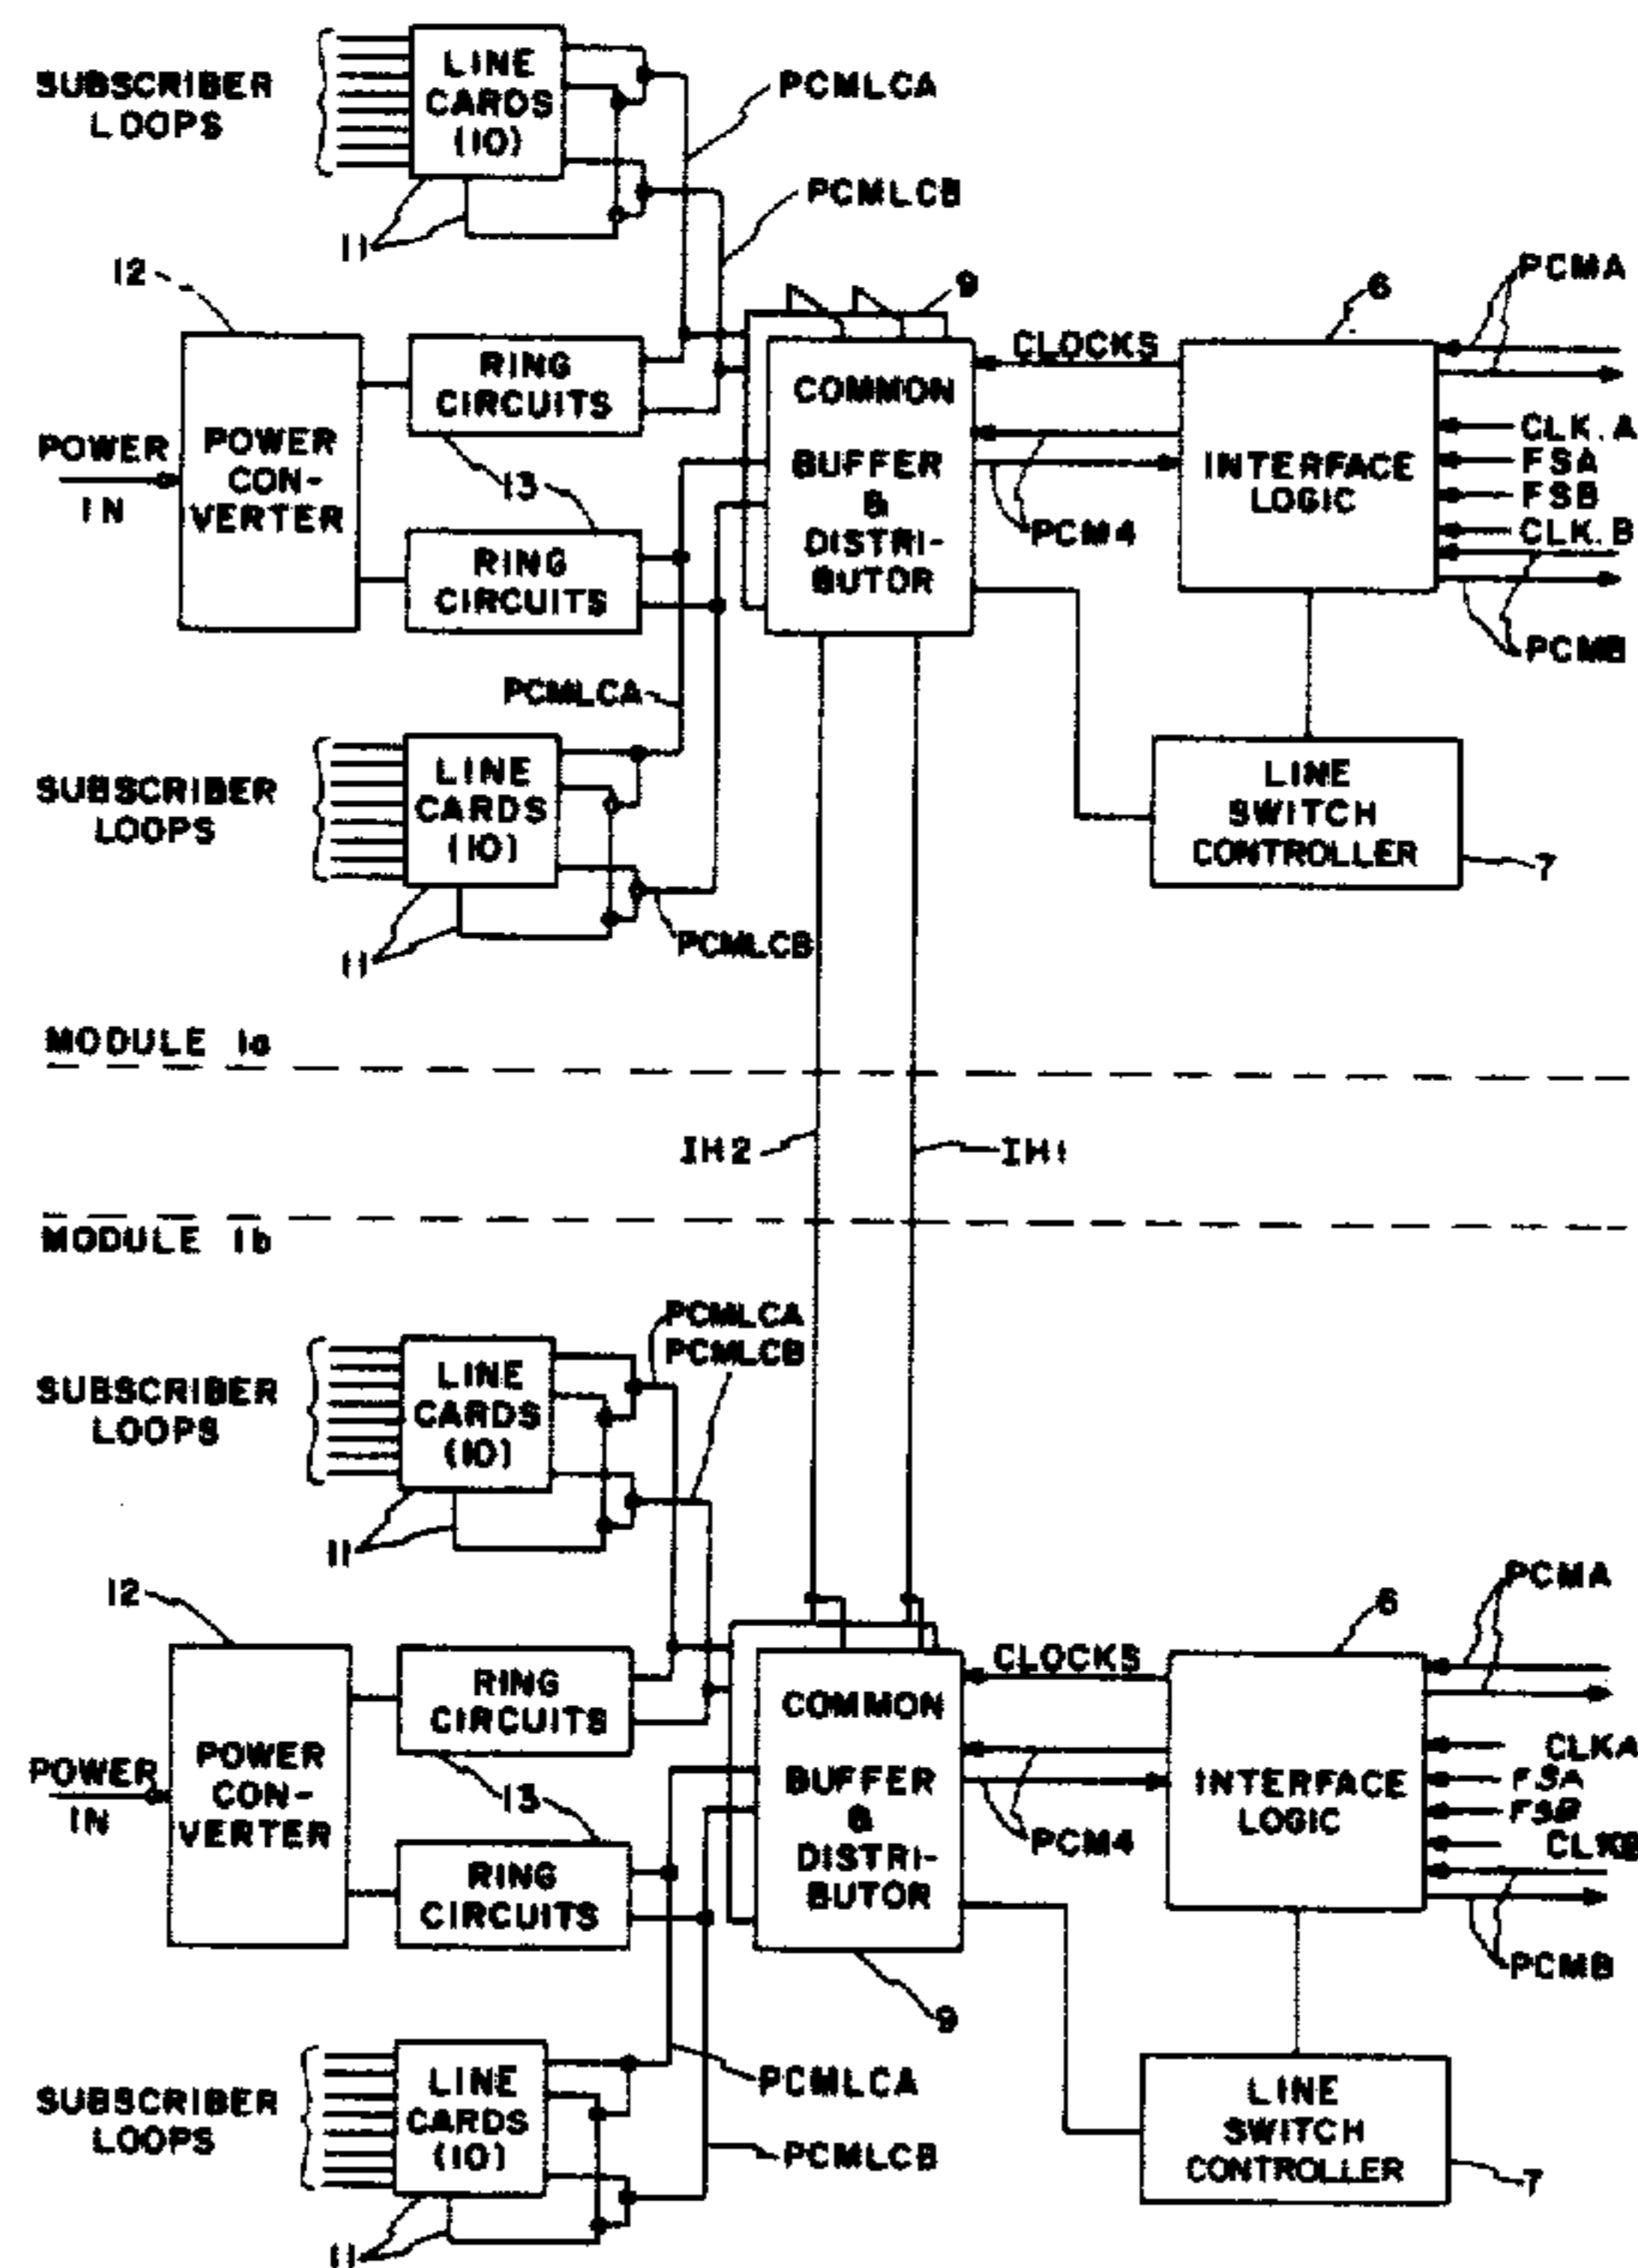 SUBSCRIBER
LOOPS
LINE
CARDS
(10)
PCMLCA
PCMLCB
11
12
9
6
PCMA
POWER
IN
POWER
CON-
VERTER
RING
CIRCUITS
13
RING
CIRCUITS
COMMON
BUFFER
&
DISTRI-
BUTOR
CLOCKS
PCM4
INTERFACE
LOGIC
CLK.A
FSA
FSB
CLK.B
PCMB
PCMLCA
SUBSCRIBER
LOOPS
LINE
CARDS
(10)
11
PCMLCB
LINE
SWITCH
CONTROLLER
7
MODULE 1a
IH2
IH1
MODULE 1b
PCMLCA
PCMLCB
SUBSCRIBER
LOOPS
LINE
CARDS
(10)
11
12
6
PCMA
POWER
IN
POWER
CON-
VERTER
RING
CIRCUITS
13
RING
CIRCUITS
COMMON
BUFFER
&
DISTRI-
BUTOR
9
CLOCKS
PCM4
INTERFACE
LOGIC
CLKA
FSA
FSB
CLKB
PCMB
SUBSCRIBER
LOOPS
LINE
CARDS
(10)
11
PCMLCA
PCMLCB
LINE
SWITCH
CONTROLLER
7